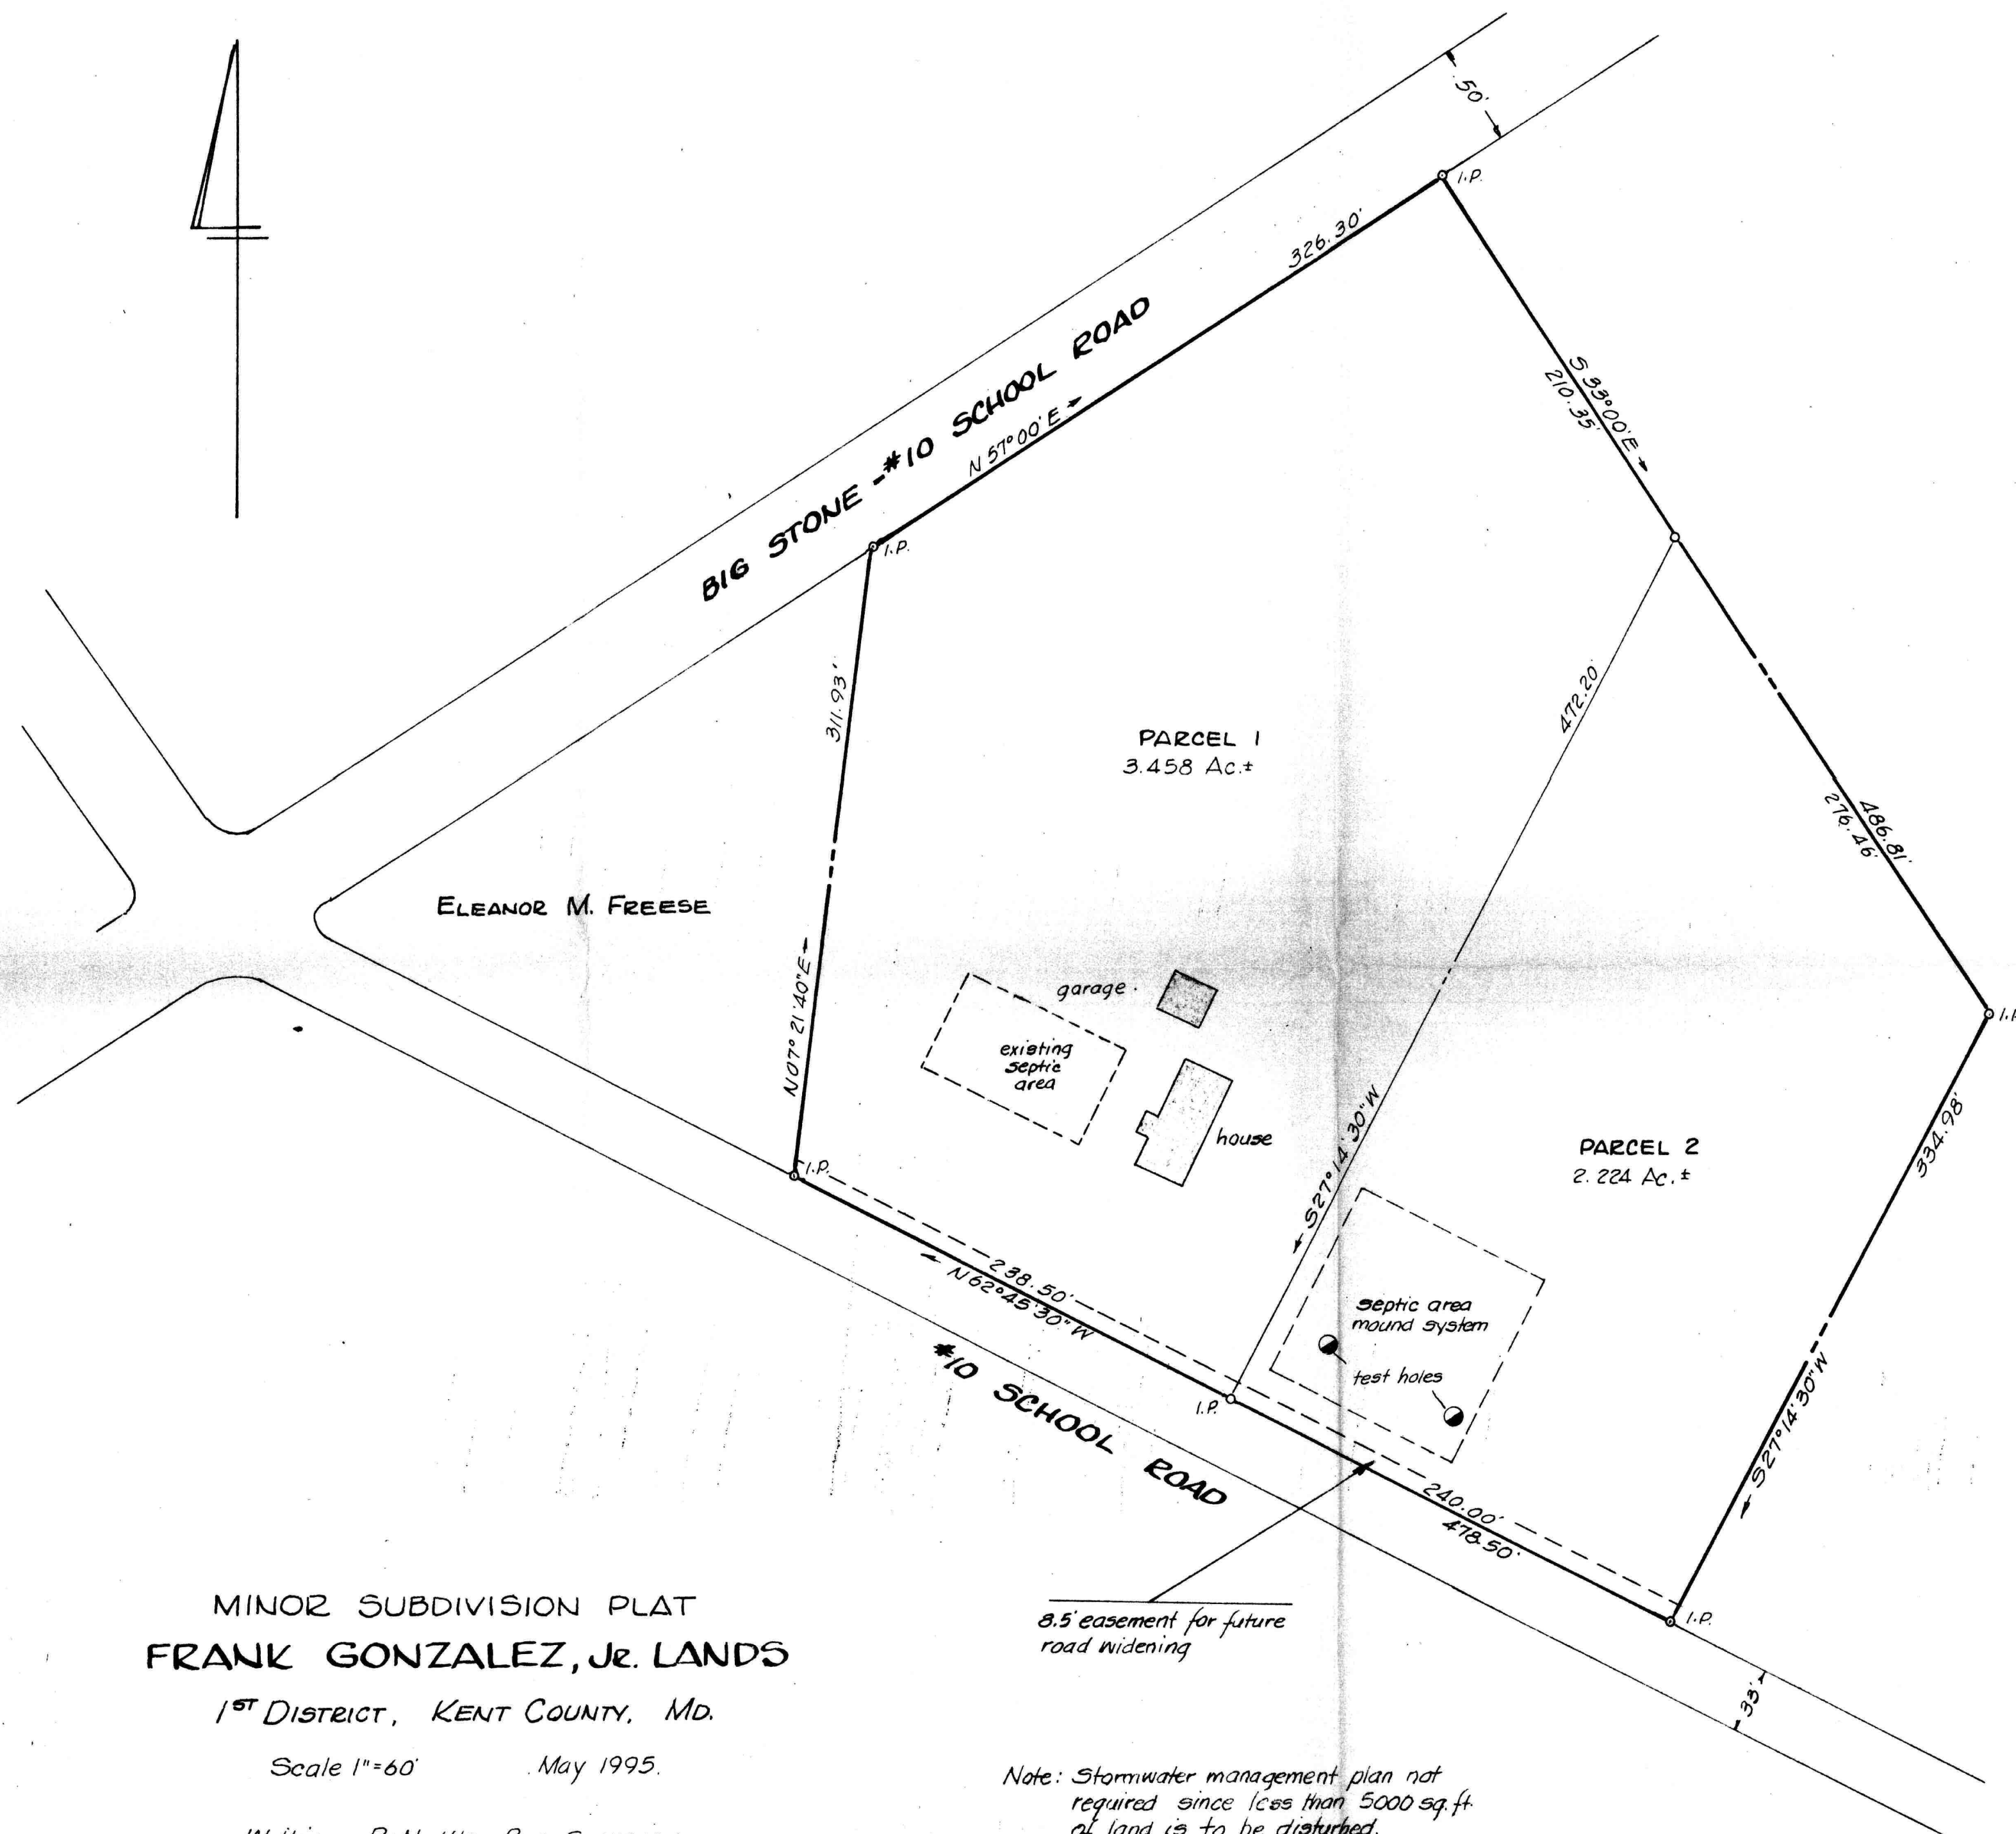 50'
I.P.
326.30'
BIG STONE - #10 SCHOOL ROAD
N 57°00' E
I.P.
S 33°00' E
210.35'
311.93'
N07°21'40"E
472.20'
S27°14'30"W
PARCEL 1
3.458 Ac.±
486.81'
276.46'
ELEANOR M. FREESE
garage
existing
septic
area
house
I.P.
PARCEL 2
2.224 Ac.±
334.98'
S27°14'30"W
I.P.
238.50'
N62°45'30"W
#10 SCHOOL ROAD
septic area
mound system
test holes
I.P.
240.00'
478.50'
I.P.
33'
8.5' easement for future
road widening
MINOR SUBDIVISION PLAT
FRANK GONZALEZ, Jr. LANDS
1ST DISTRICT, KENT COUNTY, MD.
Scale 1"=60' May 1995.
Note: Stormwater management plan not
required since less than 5000 sq. ft.
of land is to be disturbed.